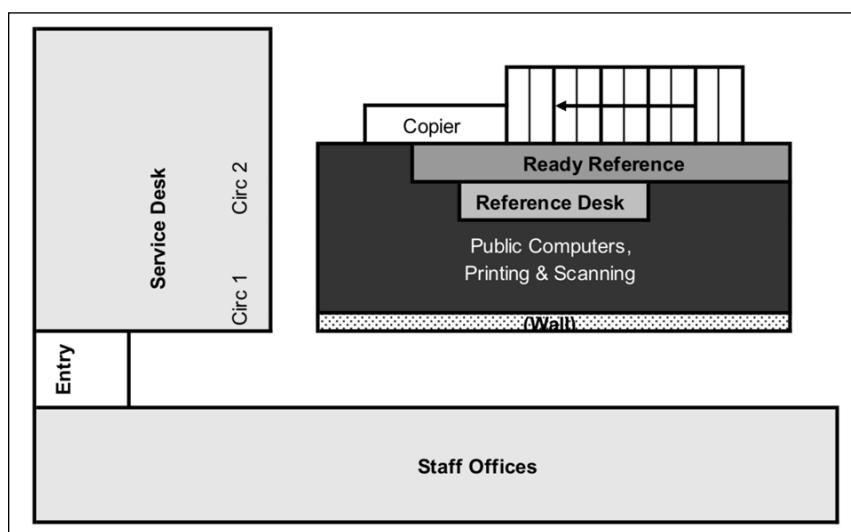 Copier
Ready Reference
Reference Desk
Public Computers,
Printing & Scanning
(Wall)
Service Desk
Circ 2
Circ 1
Entry
Staff Offices